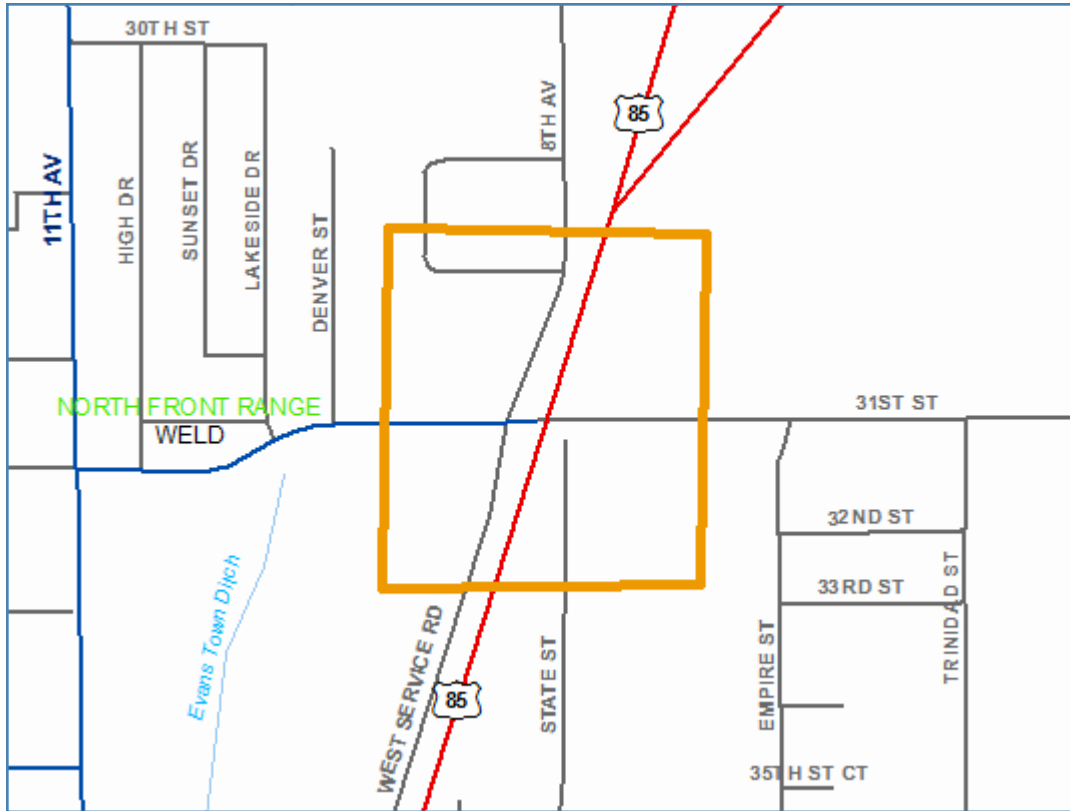 30TH ST
8TH AV
85
11TH AV
HIGH DR
SUNSET DR
LAKESIDE DR
DENVER ST
NORTH FRONT RANGE
WELD
31ST ST
32ND ST
33RD ST
Evans Town Ditch
WEST SERVICE RD
85
STATE ST
EMPIRE ST
TRINIDAD ST
35TH ST CT